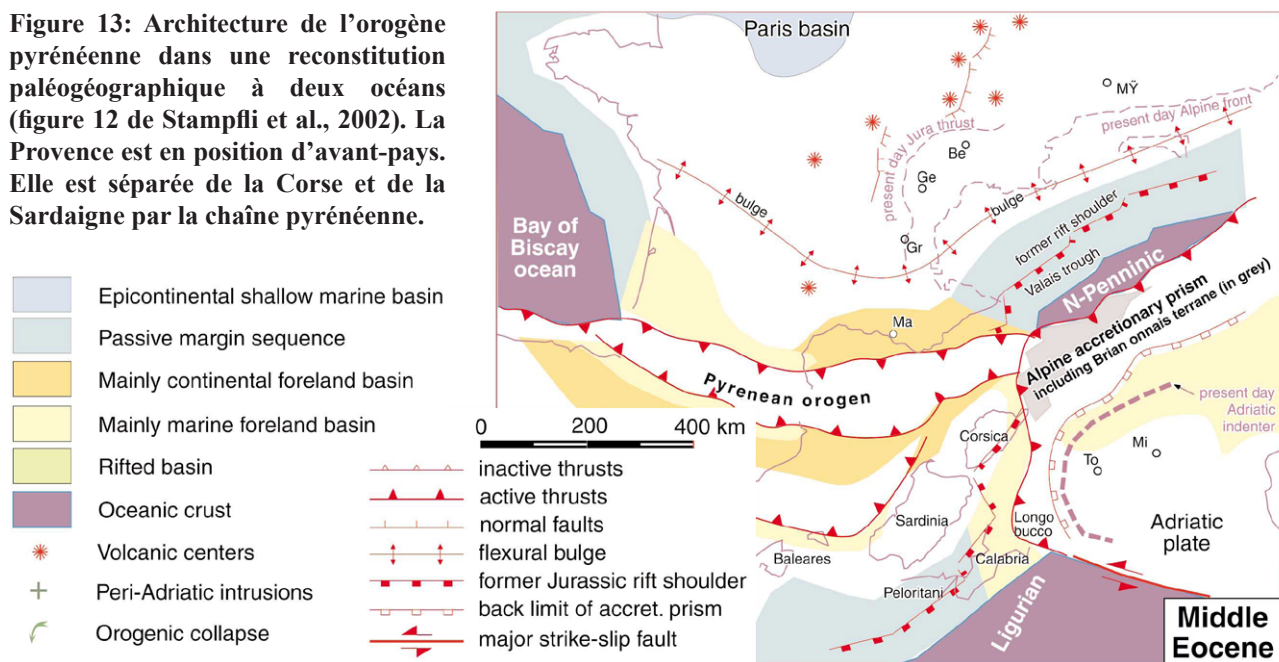 Figure 13: Architecture de l’orogène
pyrénéenne dans une reconstitution
paléogéographique à deux océans
(figure 12 de Stampfli et al., 2002). La
Provence est en position d’avant-pays.
Elle est séparée de la Corse et de la
Sardaigne par la chaîne pyrénéenne.
Epicontinental shallow marine basin
Passive margin sequence
Mainly continental foreland basin
Mainly marine foreland basin
Rifted basin
Oceanic crust
Volcanic centers
Peri-Adriatic intrusions
Orogenic collapse
0 200 400 km
inactive thrusts
active thrusts
normal faults
flexural bulge
former Jurassic rift shoulder
back limit of accret. prism
major strike-slip fault
Paris basin
MŸ
present day Alpine front
present day Jura thrust
Be
Ge
Gr
bulge
bulge
Bay of
Biscay
ocean
former rift shoulder
Valais trough
N-Penninic
Ma
Alpine accretionary prism
including Brian onnais terrane (in grey)
Pyrenean orogen
present day
Adriatic
indenter
Corsica
Mi
To
Sardinia
Longo
bucco
Adriatic
plate
Baleares
Calabria
Peloritani
Ligurian
Middle
Eocene